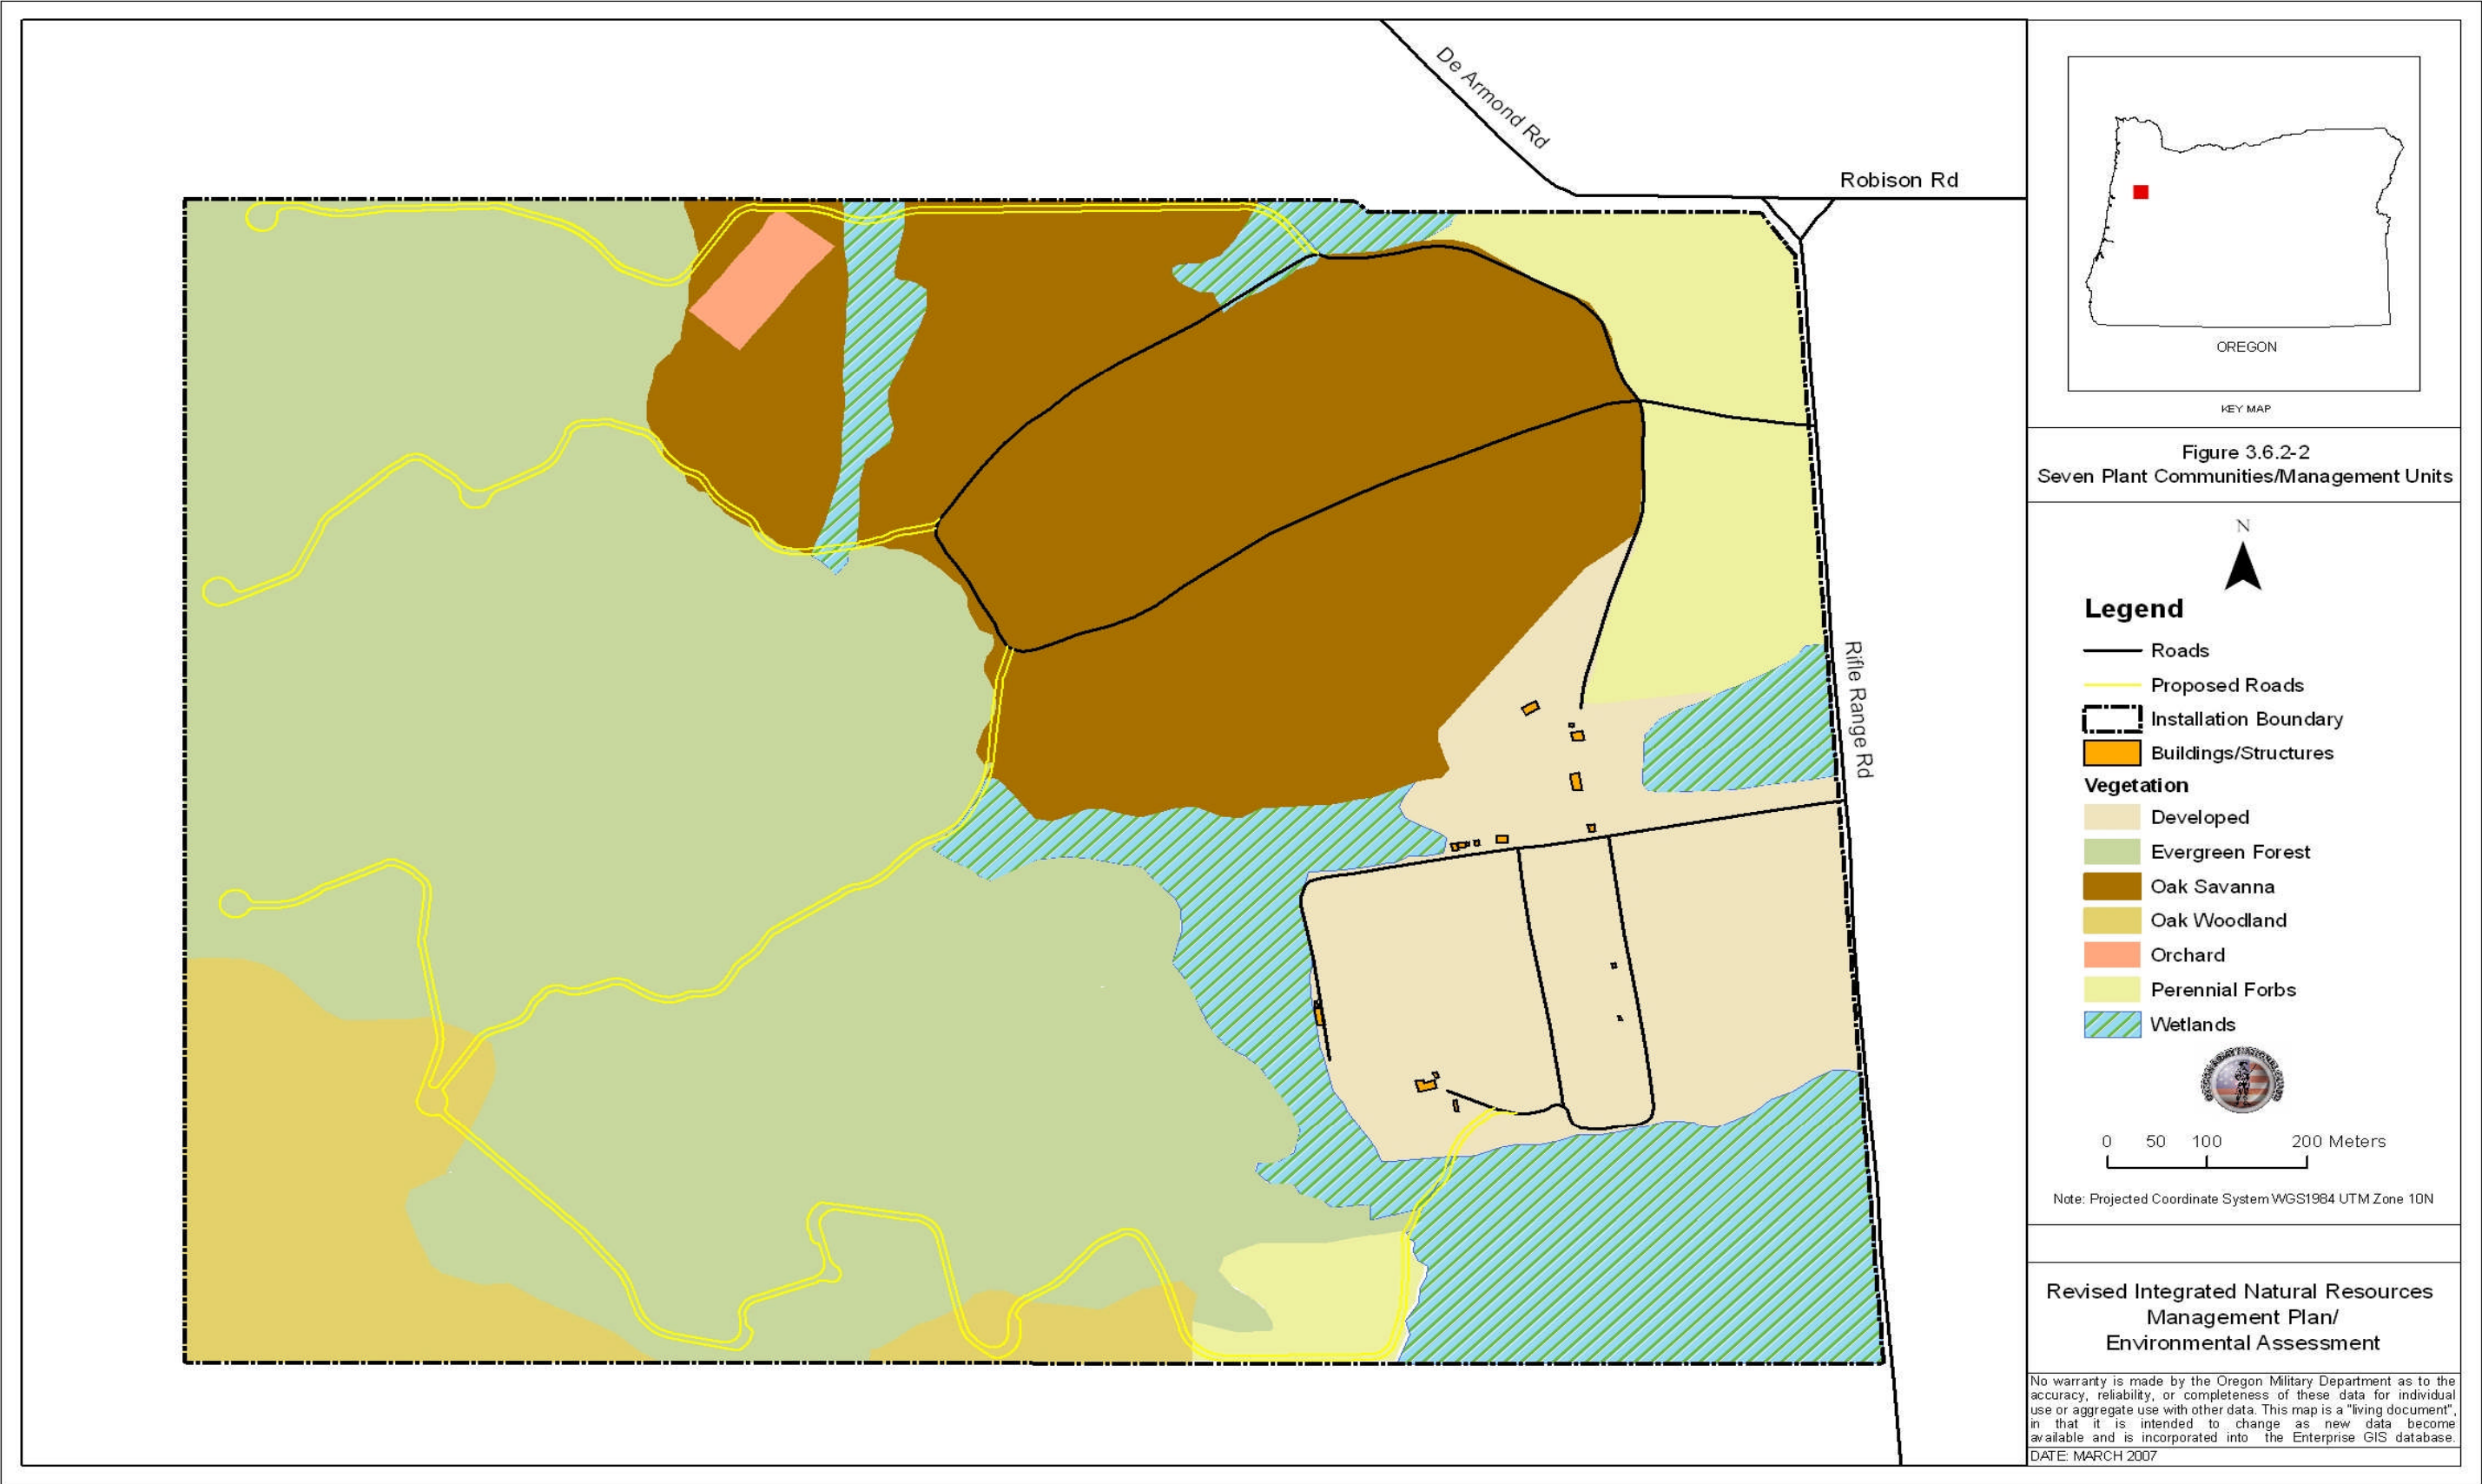 De Armond Rd
Robison Rd
Rifle Range Rd
OREGON
KEY MAP
Figure 3.6.2-2
Seven Plant Communities/Management Units
N
Legend
Roads
Proposed Roads
Installation Boundary
Buildings/Structures
Vegetation
Developed
Evergreen Forest
Oak Savanna
Oak Woodland
Orchard
Perennial Forbs
Wetlands
0 50 100 200 Meters
Note: Projected Coordinate System WGS1984 UTM Zone 10N
Revised Integrated Natural Resources
Management Plan/
Environmental Assessment
No warranty is made by the Oregon Military Department as to the
accuracy, reliability, or completeness of these data for individual
use or aggregate use with other data. This map is a "living document",
in that it is intended to change as new data become
available and is incorporated into the Enterprise GIS database.
DATE: MARCH 2007